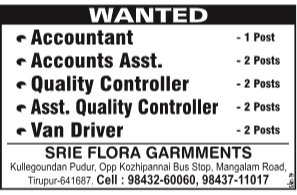 WANTED
Accountant - 1 Post
Accounts Asst. - 2 Posts
Quality Controller - 2 Posts
Asst. Quality Controller - 2 Posts
Van Driver - 2 Posts
SRIE FLORA GARMMENTS
Kullegoundan Pudur, Opp Kozhipannai Bus Stop, Mangalam Road,
Tirupur-641687. Cell : 98432-60060, 98437-11017